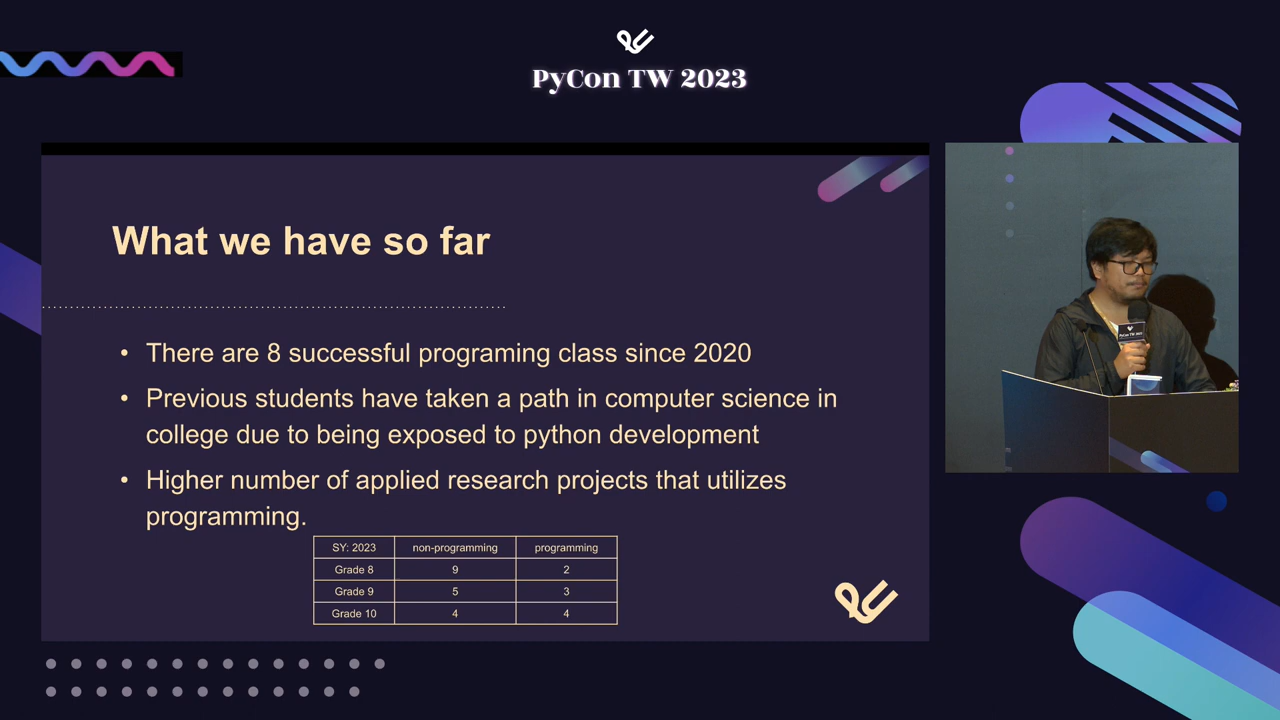 PyCon TW 2023
What we have so far
• There are 8 successful programing class since 2020
• Previous students have taken a path in computer science in
college due to being exposed to python development
• Higher number of applied research projects that utilizes
programming.
SY: 2023 non-programming programming
Grade 8 9 2
Grade 9 5 3
Grade 10 4 4
PyCon TW 2023